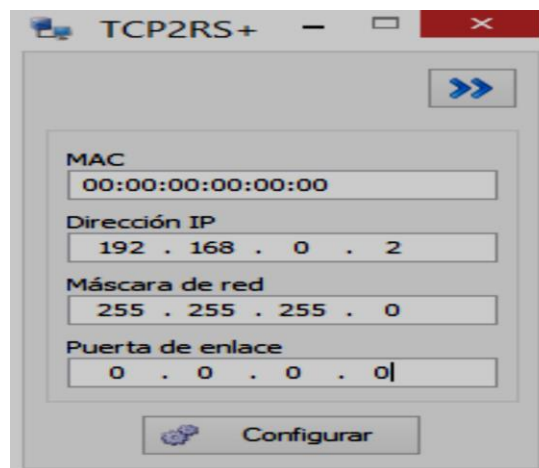 TCP2RS+
MAC
00:00:00:00:00:00
Dirección IP
192 . 168 . 0 . 2
Máscara de red
255 . 255 . 255 . 0
Puerta de enlace
0 . 0 . 0 . 0
Configurar